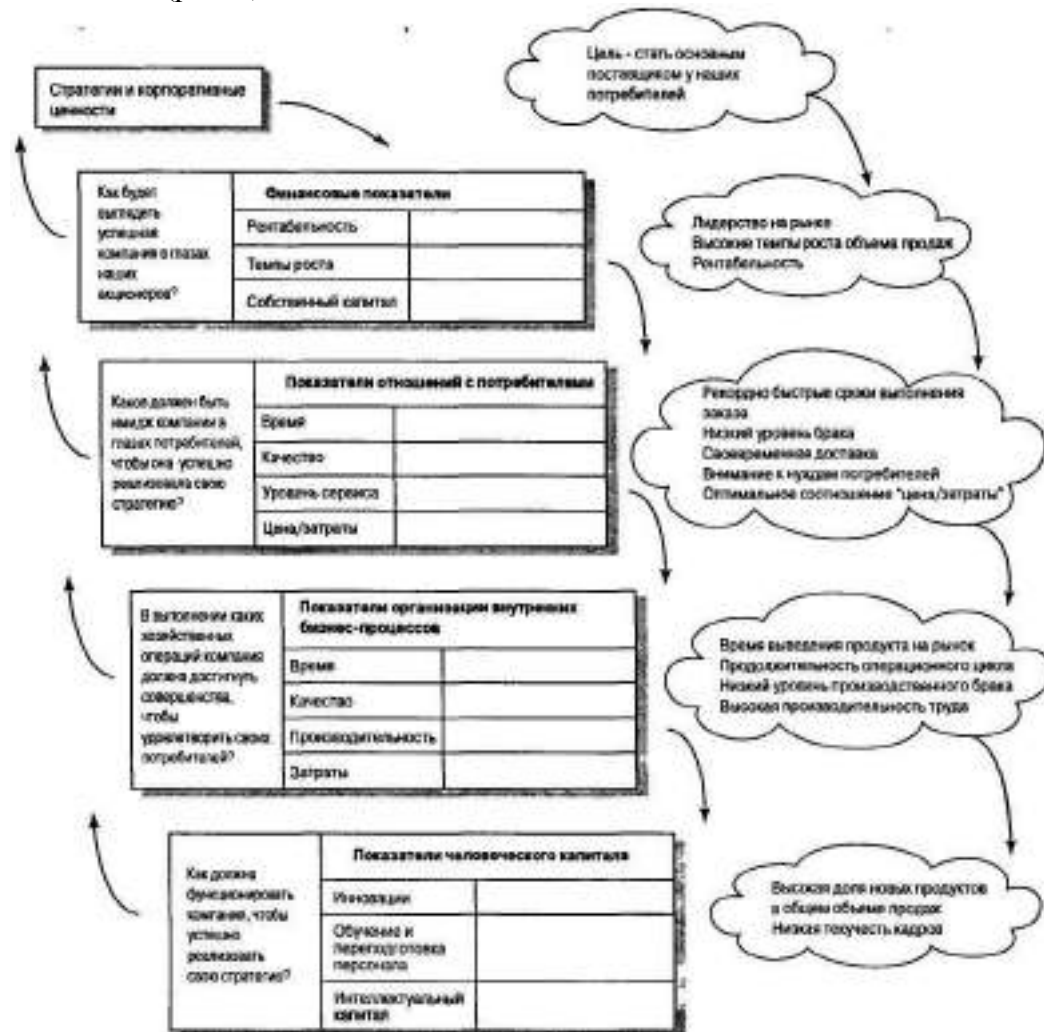 Цель - стать основным
поставщиком у наших
потребителей
Стратегии и корпоративные
ценности
Как будет
выглядеть
успешная
компания в глазах
наших
акционеров?
Финансовые показатели
Рентабельность
Темпы роста
Собственный капитал
Лидерство на рынке
Высокие темпы роста объема продаж
Рентабельность
Каков должен быть
имидж компании в
глазах потребителей,
чтобы она успешно
реализовала свою
стратегию?
Показатели отношений с потребителями
Время
Качество
Уровень сервиса
Цена/затраты
Рекордно быстрые сроки выполнения
заказа
Низкий уровень брака
Своевременная доставка
Внимание к нуждам потребителей
Оптимальное соотношение "цена/затраты"
В выполнении каких
хозяйственных
операций компания
должна достигнуть
совершенства,
чтобы
удовлетворить своих
потребителей?
Показатели организации внутренних
бизнес-процессов
Время
Качество
Производительность
Затраты
Время выведения продукта на рынок
Продолжительность операционного цикла
Низкий уровень производственного брака
Высокая производительность труда
Как должна
функционировать
компания, чтобы
успешно
реализовать
свою стратегию?
Показатели человеческого капитала
Инновации
Обучение и
переподготовка
персонала
Интеллектуальный
капитал
Высокая доля новых продуктов
в общем объеме продаж
Низкая текучесть кадров